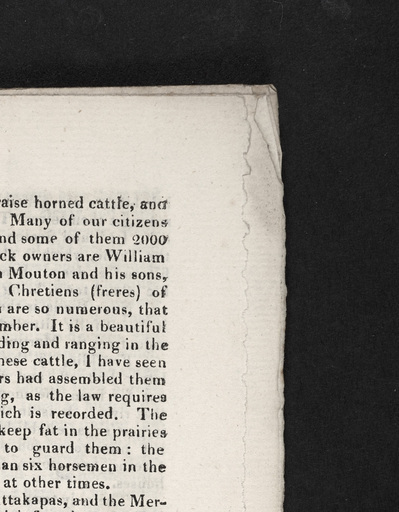 aise horned cattle, and
Many of our citizens
nd some of them 2000
ck owners are William
Mouton and his sons,
Chretiens (freres) of
are so numerous, that
mber. It is a beautiful
ding and ranging in the
hese cattle, I have seen
rs had assembled them
g, as the law requires
ich is recorded. The
keep fat in the prairies
to guard them: the
an six horsemen in the
at other times.
ttakapas, and the Mer-